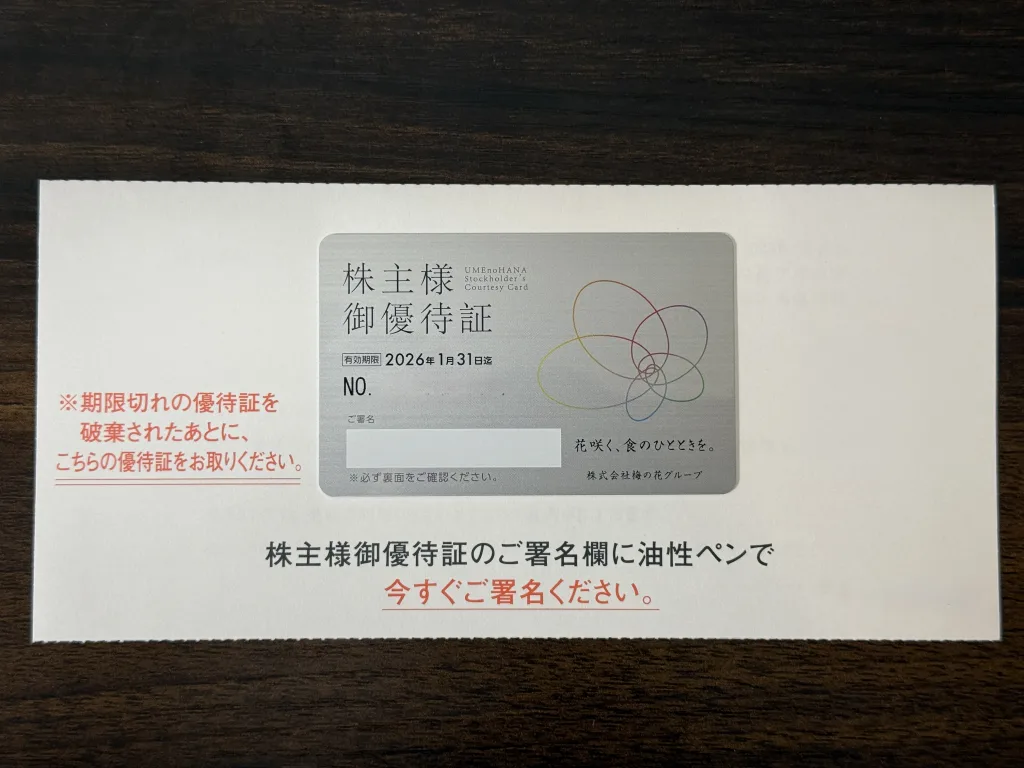 株主様
御優待証
UMEnoHANA
Stockholder's
Courtesy Card
有効期限 2026年1月31日迄
NO.
ご署名
※必ず裏面をご確認ください。
花咲く、食のひとときを。
株式会社梅の花グループ
※期限切れの優待証を
破棄されたあとに、
こちらの優待証をお取りください。
株主様御優待証のご署名欄に油性ペンで
今すぐご署名ください。